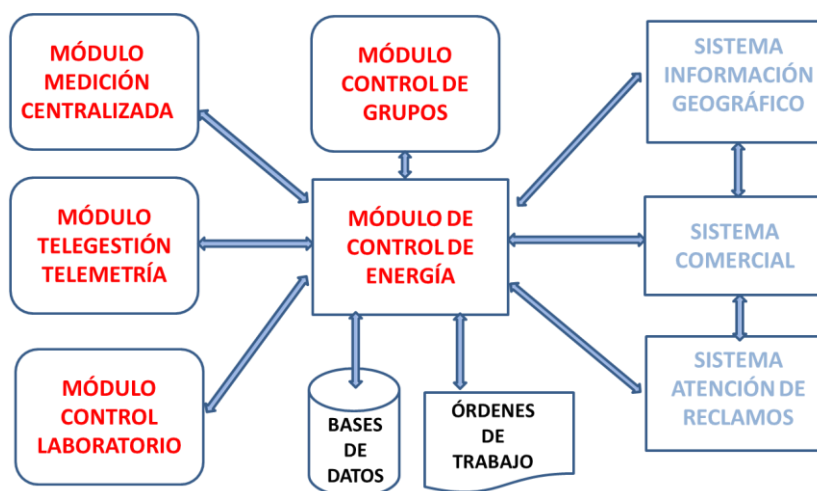 MÓDULO
MEDICIÓN
CENTRALIZADA
MÓDULO
CONTROL DE
GRUPOS
SISTEMA
INFORMACIÓN
GEOGRÁFICO
MÓDULO
TELEGESTIÓN
TELEMETRÍA
MÓDULO DE
CONTROL DE
ENERGÍA
SISTEMA
COMERCIAL
MÓDULO
CONTROL
LABORATORIO
BASES
DE
DATOS
ÓRDENES
DE
TRABAJO
SISTEMA
ATENCIÓN DE
RECLAMOS